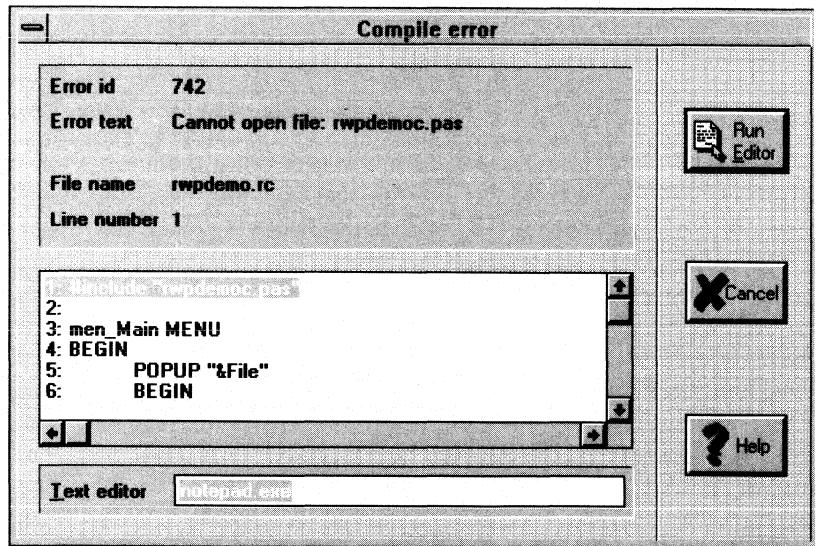 Compile error
Error id 742
Error text Cannot open file: rwpdemoc.pas
File name rwpdemo.rc
Line number 1
1: #include "rwpdemoc.pas"
2:
3: men_Main MENU
4: BEGIN
5: POPUP "&File"
6: BEGIN
Text editor notepad.exe
Run
Editor
Cancel
Help